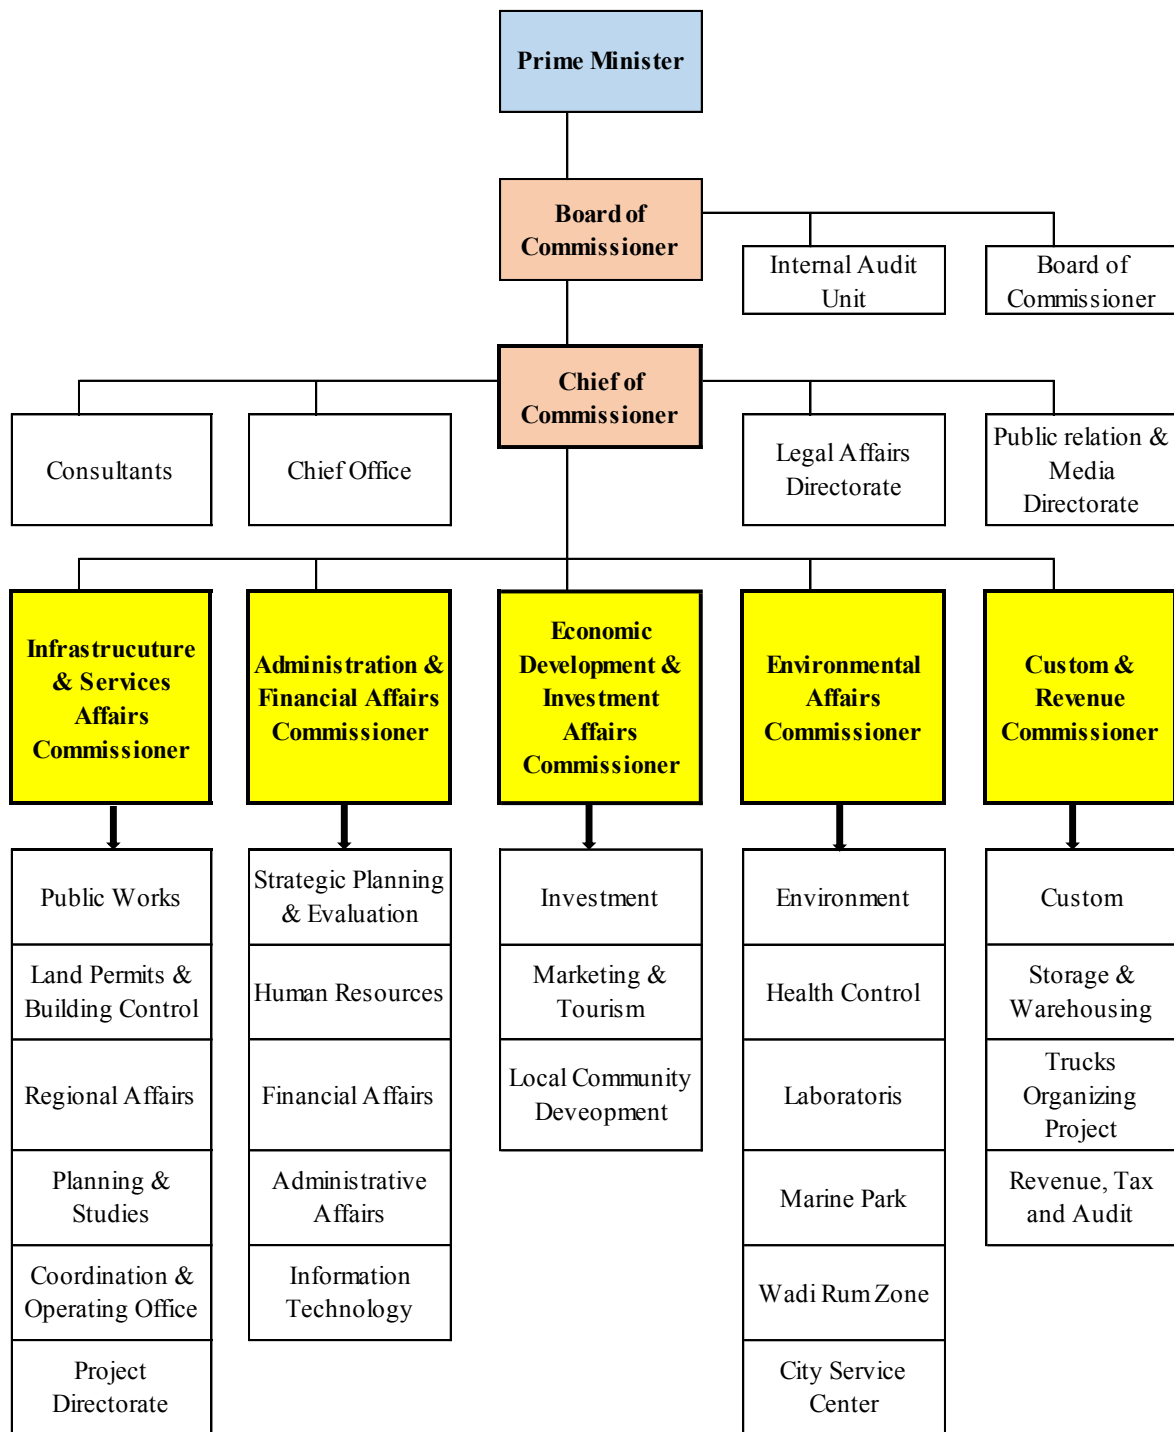 Prime Minister
Board of
Commissioner
Internal Audit
Unit
Board of
Commissioner
Chief of
Commissioner
Consultants
Chief Office
Legal Affairs
Directorate
Public relation &
Media
Directorate
Infrastrucuture
& Services
Affairs
Commissioner
Administration &
Financial Affairs
Commissioner
Economic
Development &
Investment
Affairs
Commissioner
Environmental
Affairs
Commissioner
Custom &
Revenue
Commissioner
Public Works
Land Permits &
Building Control
Regional Affairs
Planning &
Studies
Coordination &
Operating Office
Project
Directorate
Strategic Planning
& Evaluation
Human Resources
Financial Affairs
Administrative
Affairs
Information
Technology
Investment
Marketing &
Tourism
Local Community
Deveopment
Environment
Health Control
Laboratoris
Marine Park
Wadi Rum Zone
City Service
Center
Custom
Storage &
Warehousing
Trucks
Organizing
Project
Revenue, Tax
and Audit